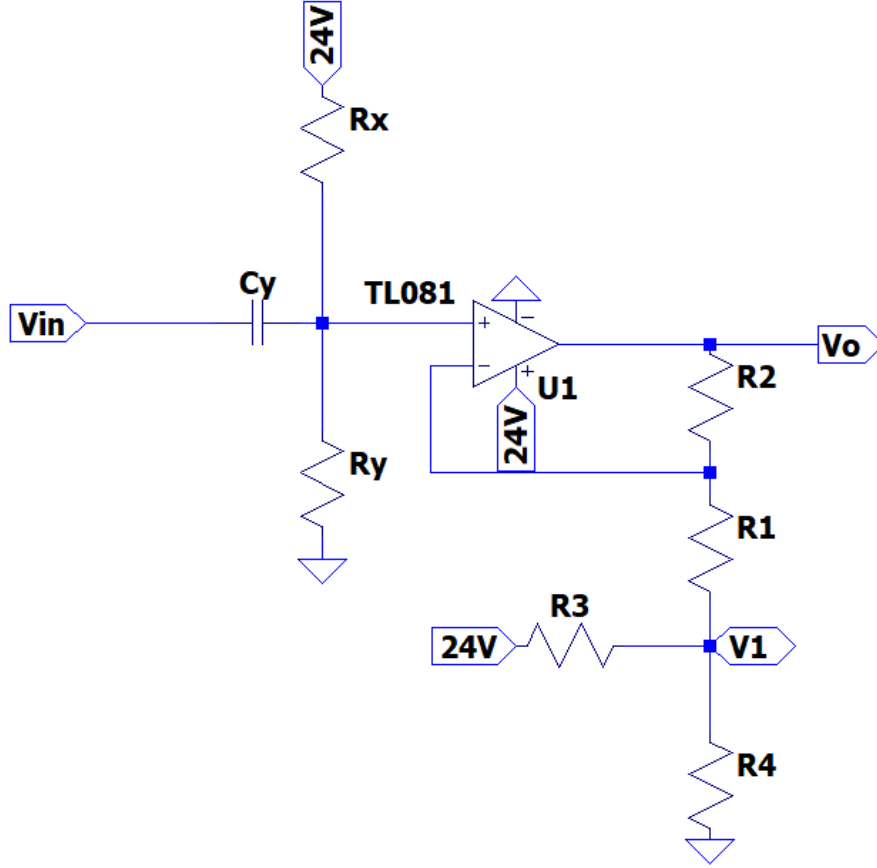 24V
Rx
Cy
TL081
Vin
+
−
−
+
U1
24V
Vo
R2
Ry
R1
R3
24V
V1
R4